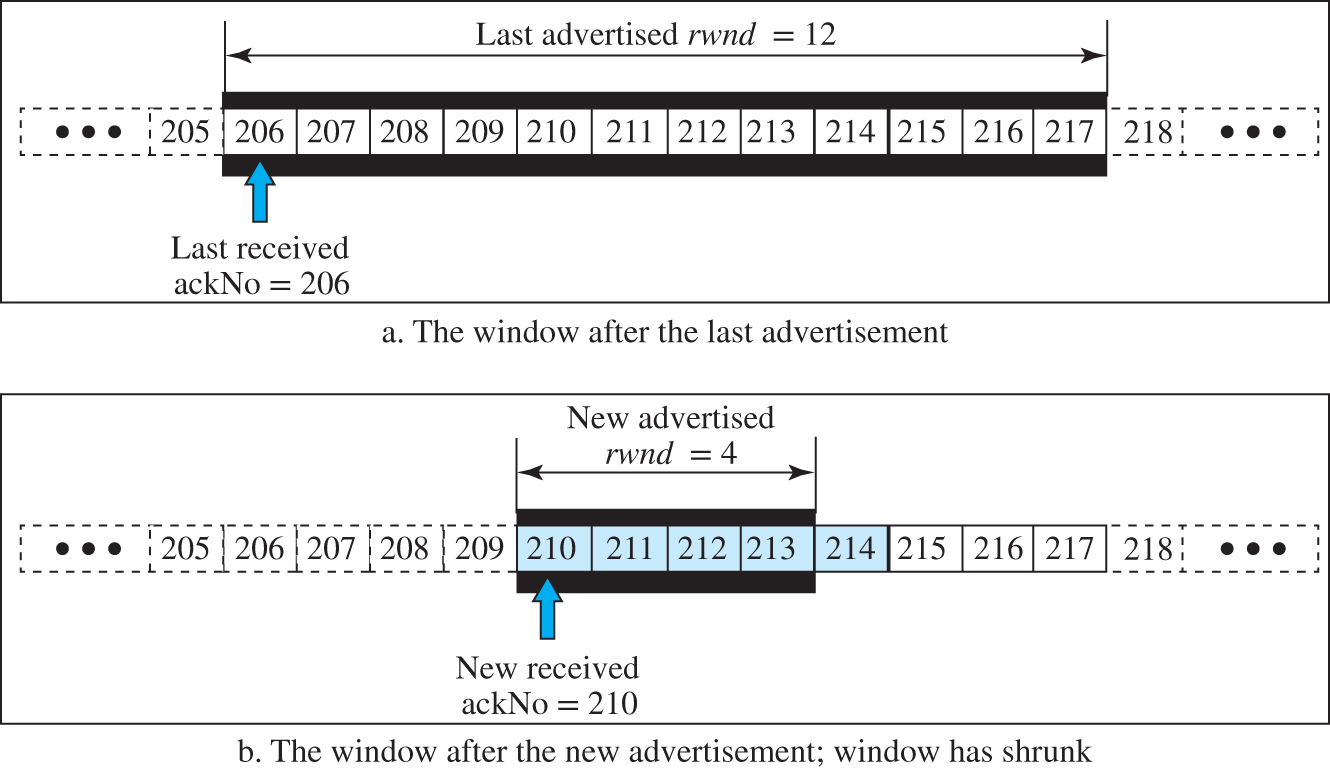 Last advertised rwnd = 12
••• 205 206 207 208 209 210 211 212 213 214 215 216 217 218 •••
Last received
ackNo = 206
a. The window after the last advertisement
New advertised
rwnd = 4
••• 205 206 207 208 209 210 211 212 213 214 215 216 217 218 •••
New received
ackNo = 210
b. The window after the new advertisement; window has shrunk